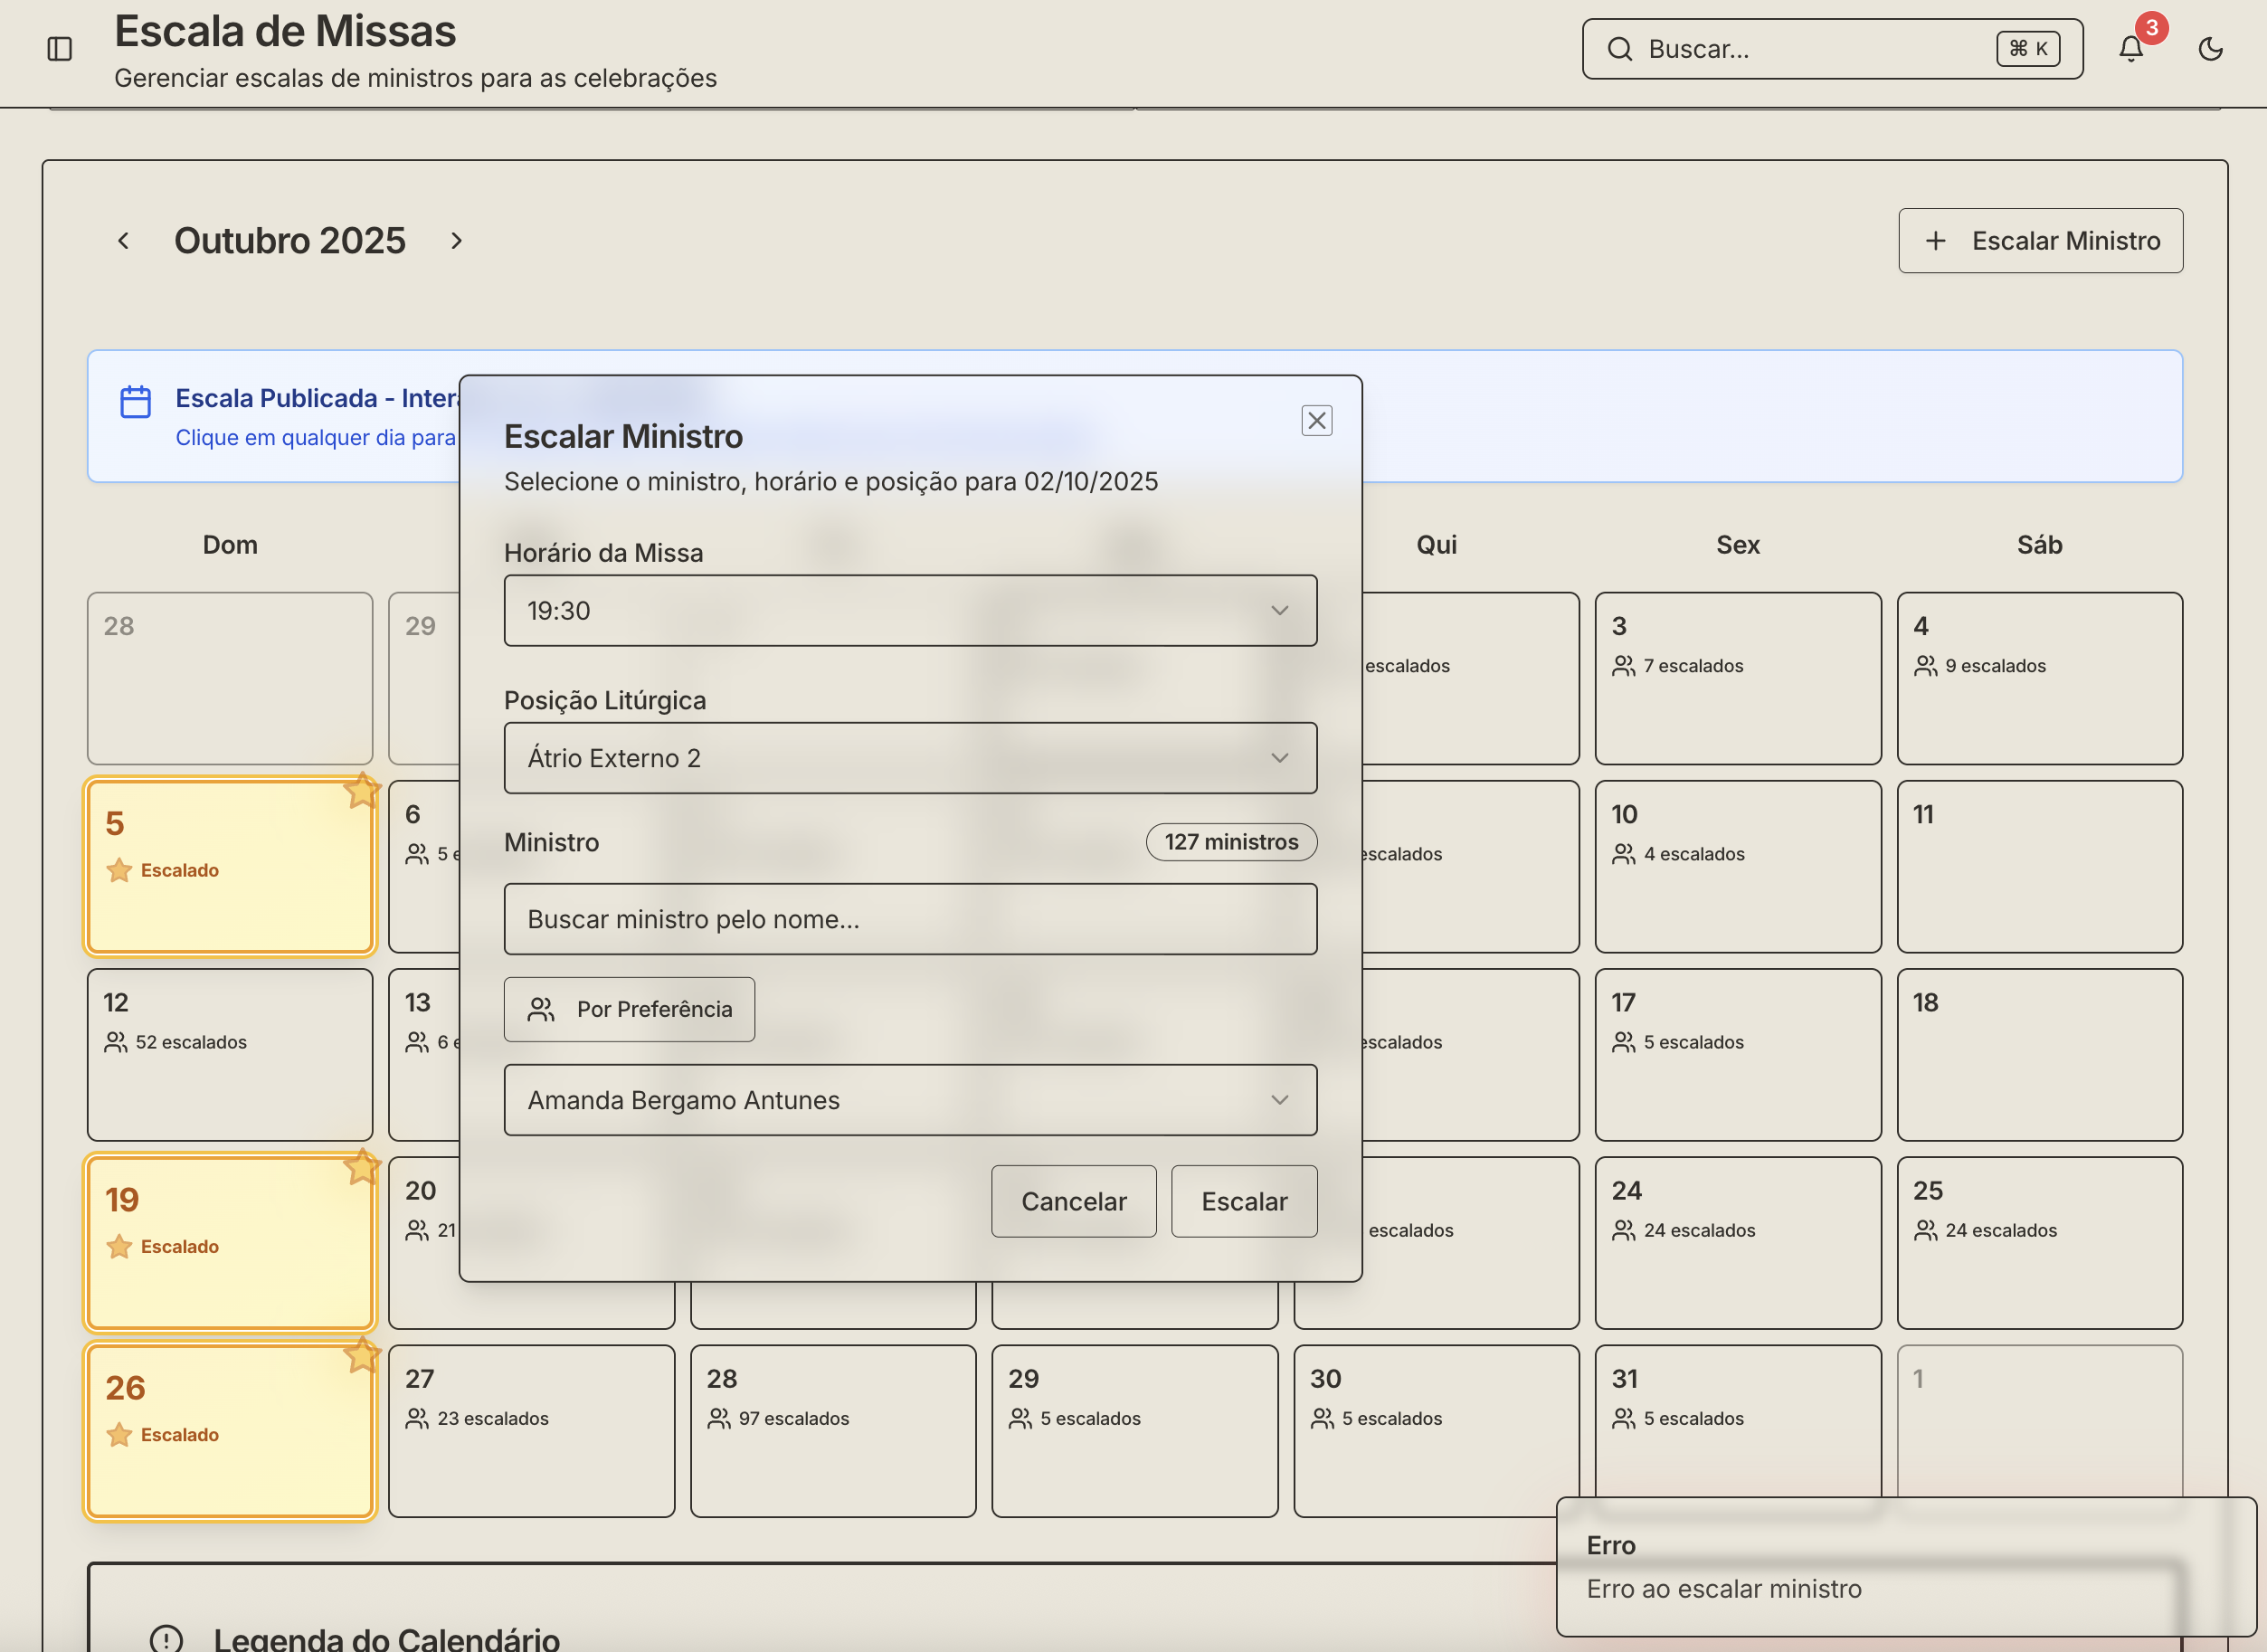 Escala de Missas
Gerenciar escalas de ministros para as celebrações
Buscar...
⌘ K
3
Outubro 2025
Escalar Ministro
Escala Publicada -
Clique em qualquer dia para
Escalar Ministro
Selecione o ministro, horário e posição para 02/10/2025
Horário da Missa
19:30
Posição Litúrgica
Átrio Externo 2
Ministro
127 ministros
Buscar ministro pelo nome...
Por Preferência
Amanda Bergamo Antunes
Cancelar
Escalar
Dom
Qui
Sex
Sáb
28
29
escalados
3
7 escalados
4
9 escalados
5
Escalado
6
5
escalados
10
4 escalados
11
12
52 escalados
13
6
escalados
17
5 escalados
18
19
Escalado
20
21
escalados
24
24 escalados
25
24 escalados
26
Escalado
27
23 escalados
28
97 escalados
29
5 escalados
30
5 escalados
31
5 escalados
1
Erro
Erro ao escalar ministro
Legenda do Calendário